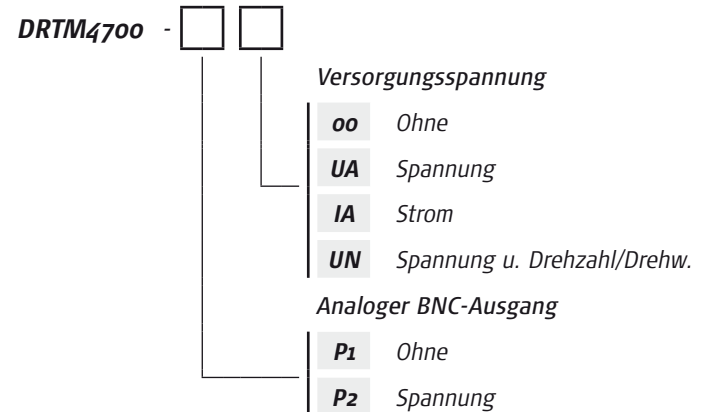 DRTM4700 -
Versorgungsspannung
00 Ohne
UA Spannung
IA Strom
UN Spannung u. Drehzahl/Drehw.
Analoger BNC-Ausgang
P1 Ohne
P2 Spannung